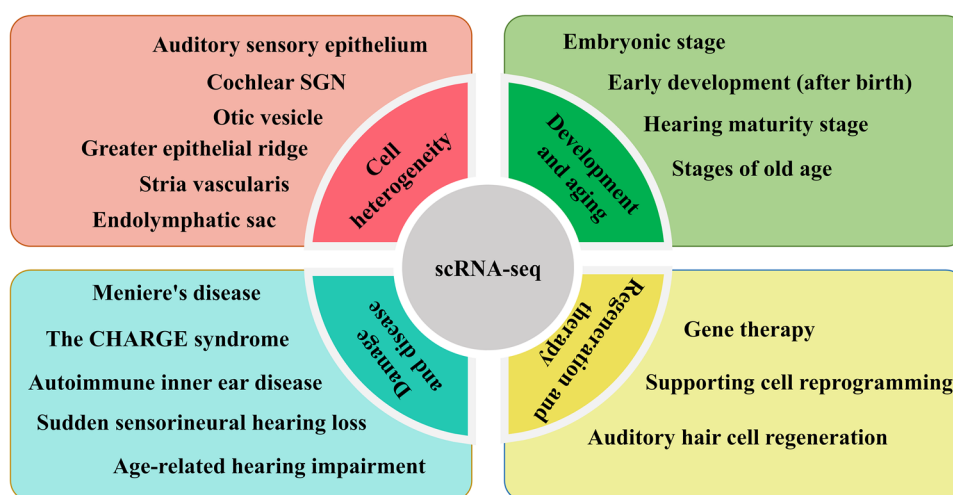 Auditory sensory epithelium
Cochlear SGN
Otic vesicle
Greater epithelial ridge
Stria vascularis
Endolymphatic sac
Cell
heterogeneity
Embryonic stage
Early development (after birth)
Hearing maturity stage
Stages of old age
Development
and aging
scRNA-seq
Meniere's disease
The CHARGE syndrome
Autoimmune inner ear disease
Sudden sensorineural hearing loss
Age-related hearing impairment
Damage
and disease
Regeneration and
therapy
Gene therapy
Supporting cell reprogramming
Auditory hair cell regeneration